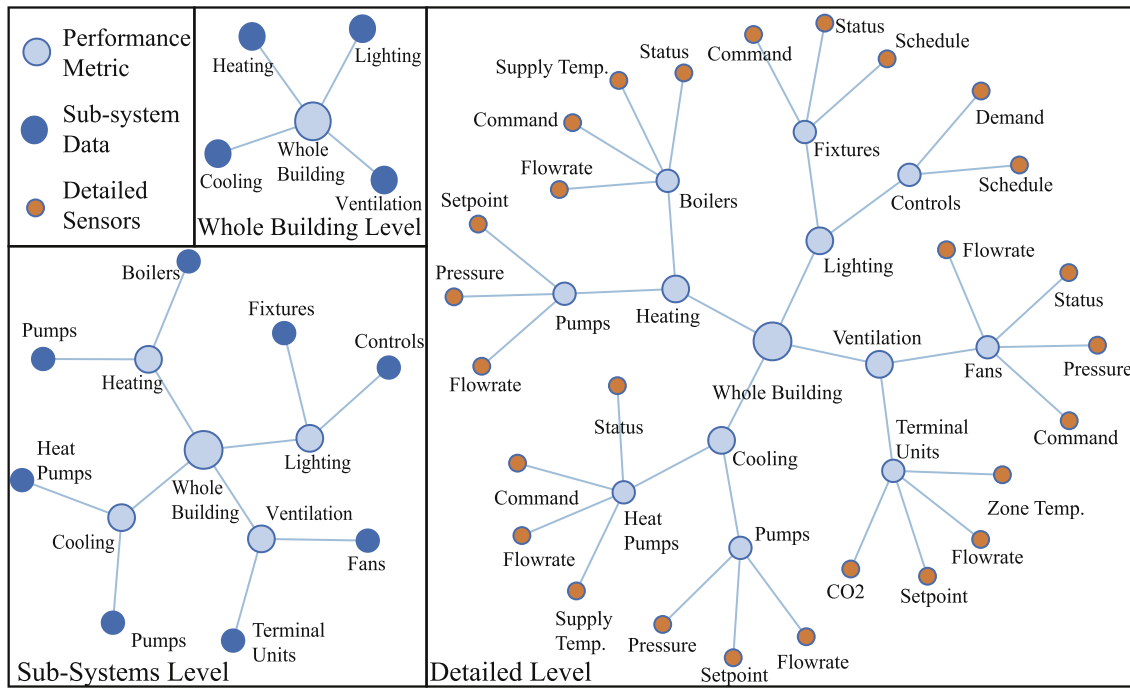 Performance
Metric
Sub-system
Data
Detailed
Sensors
Heating
Lighting
Cooling
Whole
Building
Ventilation
Whole Building Level
Boilers
Pumps
Heating
Fixtures
Controls
Lighting
Heat
Pumps
Whole
Building
Cooling
Ventilation
Fans
Pumps
Terminal
Units
Sub-Systems Level
Status
Command
Schedule
Supply Temp.
Status
Command
Flowrate
Boilers
Fixtures
Demand
Schedule
Controls
Setpoint
Pressure
Pumps
Heating
Flowrate
Lighting
Flowrate
Status
Ventilation
Fans
Pressure
Command
Whole Building
Status
Cooling
Command
Heat
Pumps
Flowrate
Supply
Temp.
Pumps
Pressure
Setpoint
Flowrate
Terminal
Units
Zone Temp.
Flowrate
Setpoint
CO2
Detailed Level